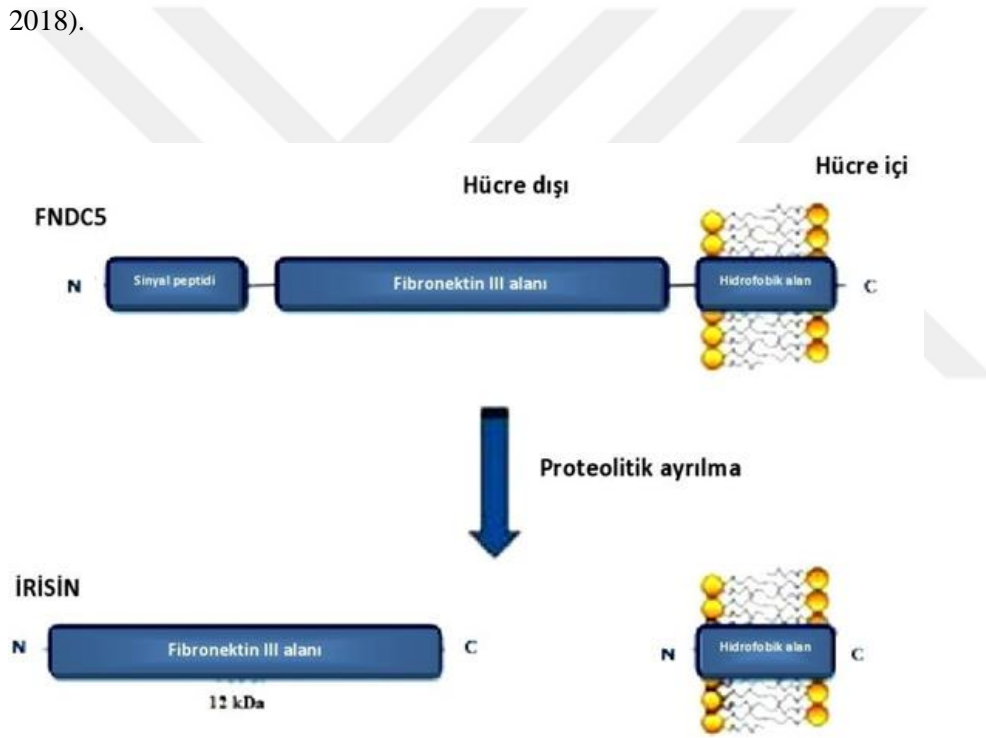 2018).
Hücre içi
Hücre dışı
FNDC5
N Sinyal peptidi Fibronektin III alanı Hidrofobik alan C
Proteolitik ayrılma
İRİSİN
N Fibronektin III alanı C N Hidrofobik alan C
12 kDa